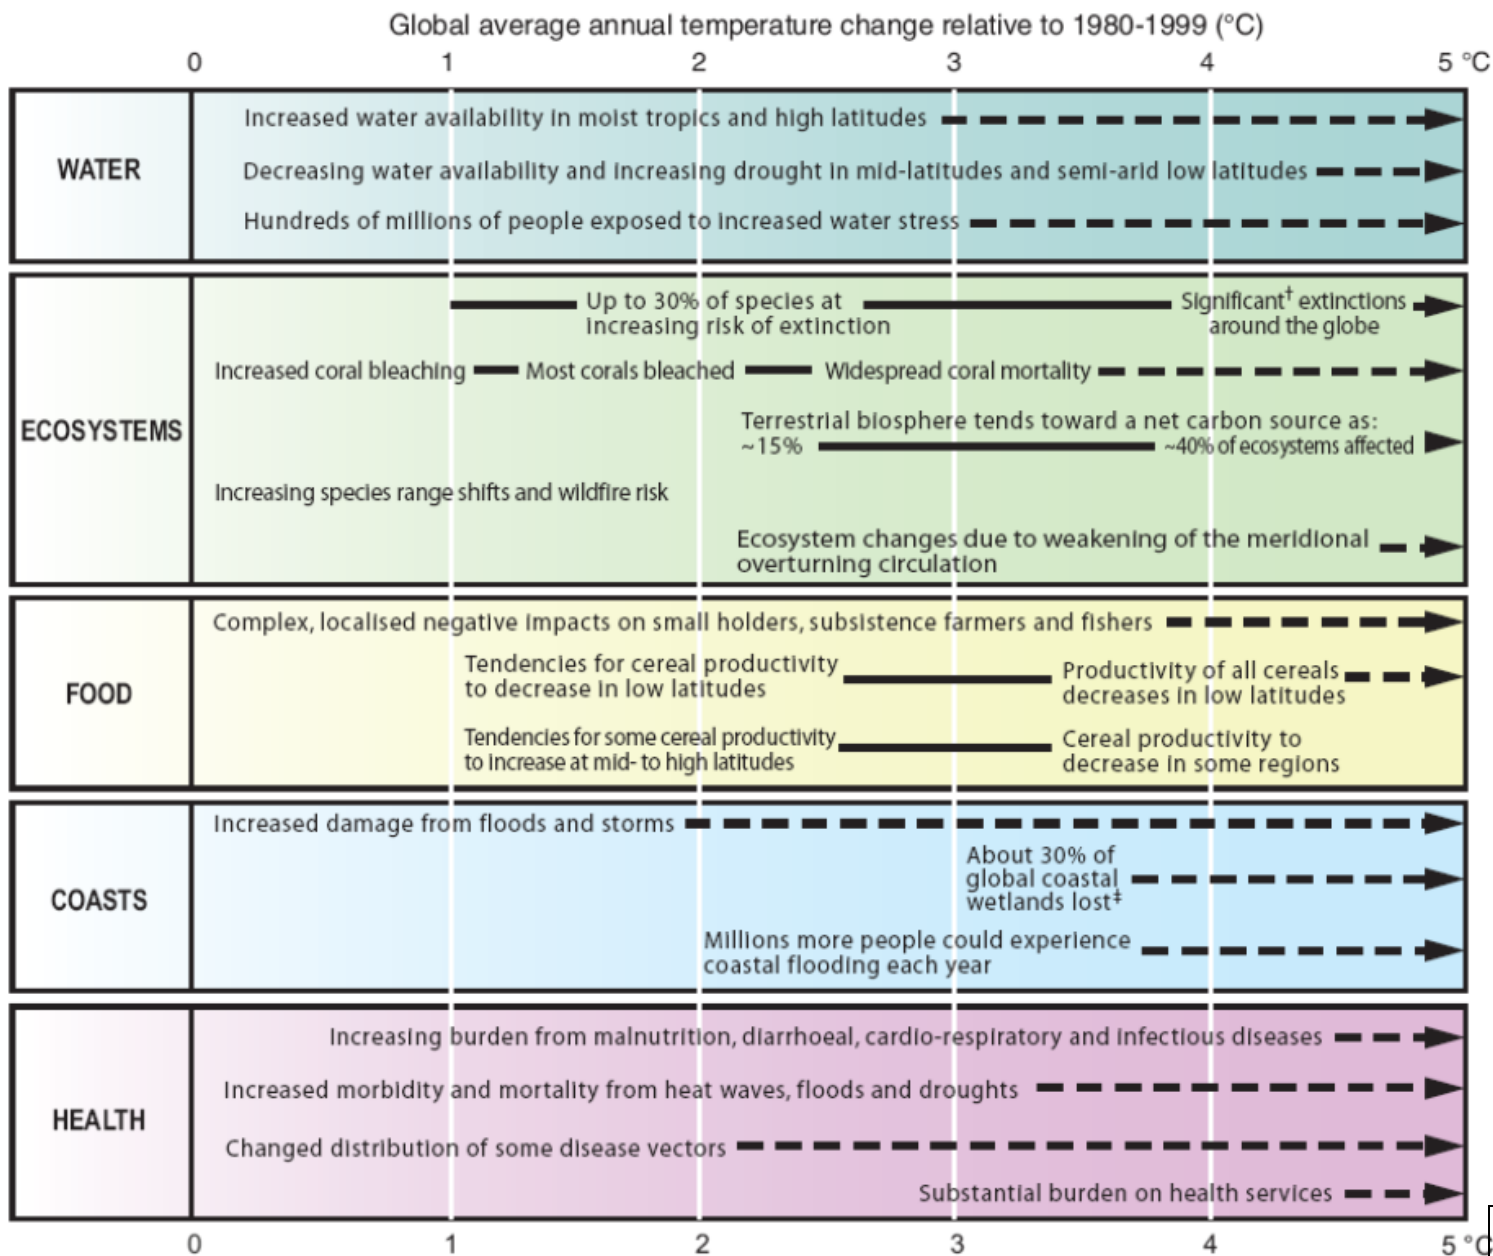 Global average annual temperature change relative to 1980-1999 (°C)
0 1 2 3 4 5 °C
WATER
Increased water availability in moist tropics and high latitudes
Decreasing water availability and increasing drought in mid-latitudes and semi-arid low latitudes
Hundreds of millions of people exposed to increased water stress
ECOSYSTEMS
Up to 30% of species at
increasing risk of extinction
Significant† extinctions
around the globe
Increased coral bleaching Most corals bleached Widespread coral mortality
Terrestrial biosphere tends toward a net carbon source as:
~15% ~40% of ecosystems affected
Increasing species range shifts and wildfire risk
Ecosystem changes due to weakening of the meridional
overturning circulation
FOOD
Complex, localised negative impacts on small holders, subsistence farmers and fishers
Tendencies for cereal productivity
to decrease in low latitudes
Productivity of all cereals
decreases in low latitudes
Tendencies for some cereal productivity
to increase at mid- to high latitudes
Cereal productivity to
decrease in some regions
COASTS
Increased damage from floods and storms
About 30% of
global coastal
wetlands lost‡
Millions more people could experience
coastal flooding each year
HEALTH
Increasing burden from malnutrition, diarrhoeal, cardio-respiratory and infectious diseases
Increased morbidity and mortality from heat waves, floods and droughts
Changed distribution of some disease vectors
Substantial burden on health services
0 1 2 3 4 5 °C